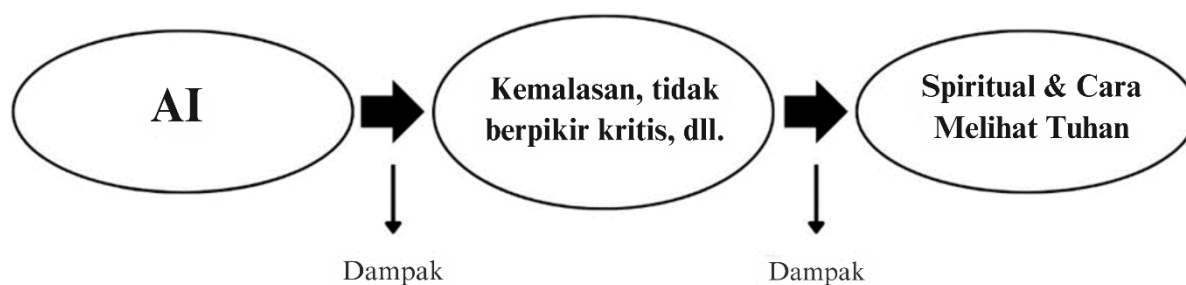 AI
Kemalasan, tidak
berpikir kritis, dll.
Spiritual & Cara
Melihat Tuhan
Dampak
Dampak